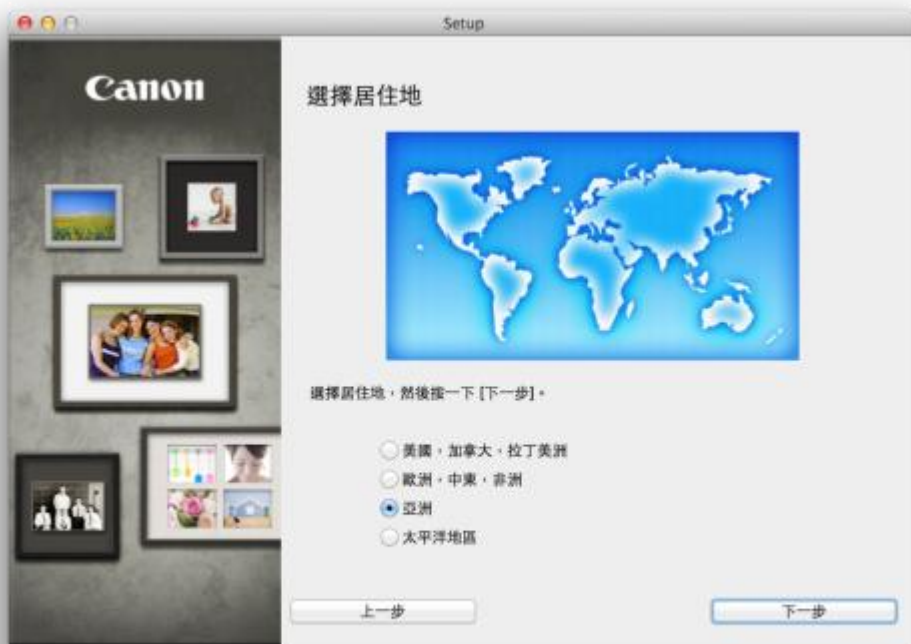 Setup
Canon
選擇居住地
選擇居住地，然後按一下 [下一步]。
美國，加拿大，拉丁美洲
歐洲，中東，非洲
亞洲
太平洋地區
上一步
下一步